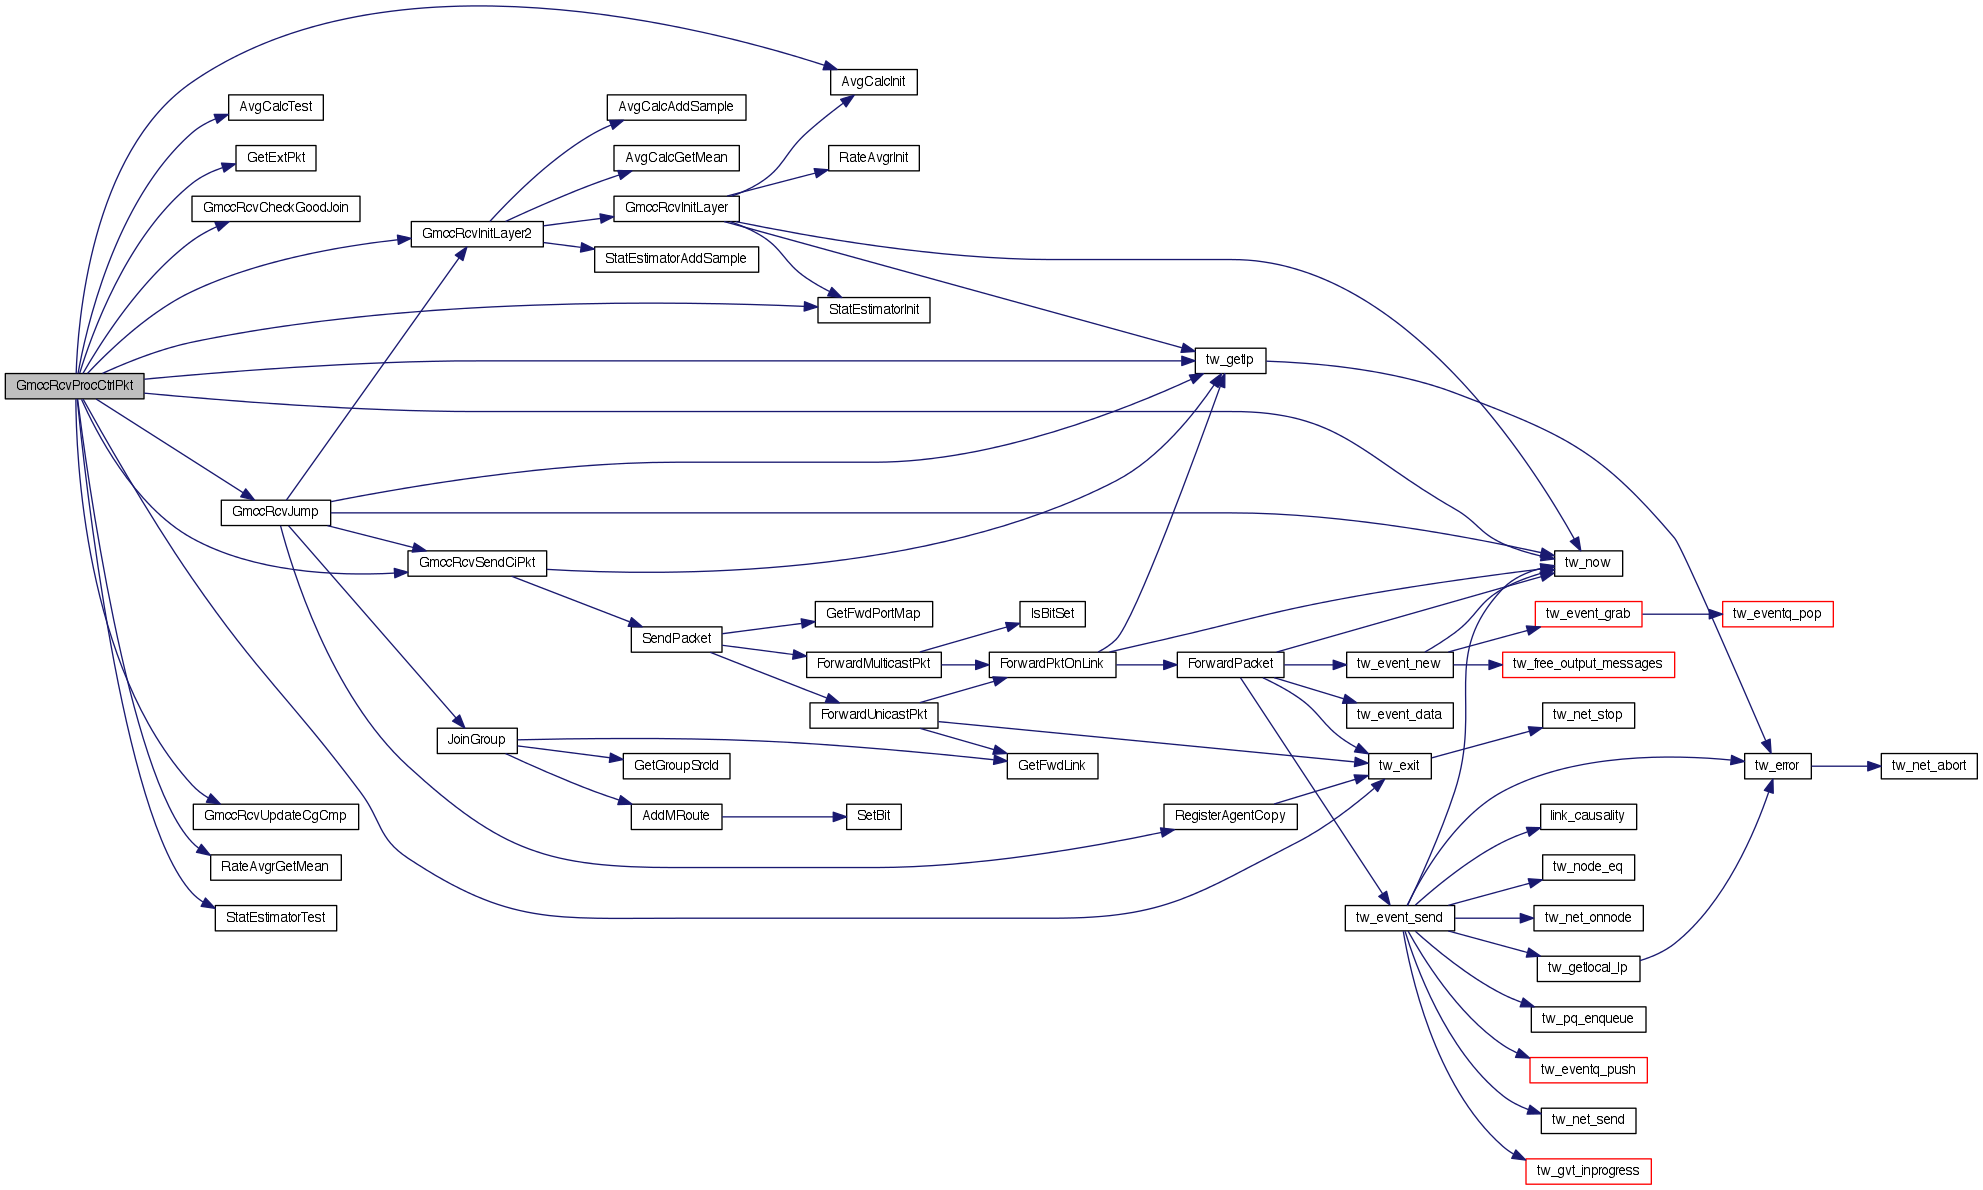 AvgCalcInit
AvgCalcTest
AvgCalcAddSample
GetExtPkt
AvgCalcGetMean
RateAvgrInit
GmccRcvCheckGoodJoin
GmccRcvInitLayer
GmccRcvInitLayer2
StatEstimatorAddSample
StatEstimatorInit
tw_getlp
GmccRcvProcCtrlPkt
GmccRcvJump
GmccRcvSendCiPkt
tw_now
GetFwdPortMap
IsBitSet
tw_event_grab
tw_eventq_pop
SendPacket
ForwardMulticastPkt
ForwardPktOnLink
ForwardPacket
tw_event_new
tw_free_output_messages
ForwardUnicastPkt
tw_event_data
tw_net_stop
JoinGroup
GetGroupSrcId
GetFwdLink
tw_exit
tw_error
tw_net_abort
GmccRcvUpdateCgCmp
AddMRoute
SetBit
RegisterAgentCopy
link_causality
RateAvgrGetMean
tw_node_eq
StatEstimatorTest
tw_event_send
tw_net_onnode
tw_getlocal_lp
tw_pq_enqueue
tw_eventq_push
tw_net_send
tw_gvt_inprogress